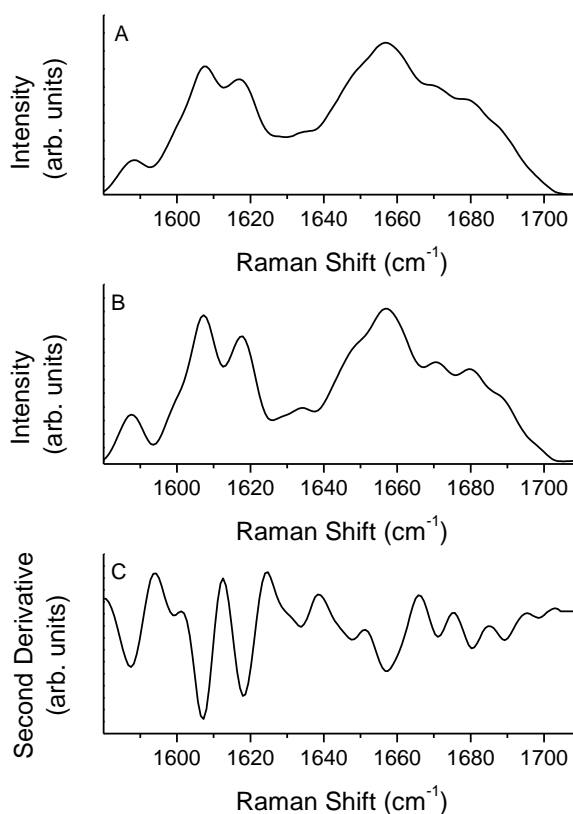 A
Intensity
(arb. units)
1600 1620 1640 1660 1680 1700
Raman Shift (cm⁻¹)
B
Intensity
(arb. units)
1600 1620 1640 1660 1680 1700
Raman Shift (cm⁻¹)
C
Second Derivative
(arb. units)
1600 1620 1640 1660 1680 1700
Raman Shift (cm⁻¹)